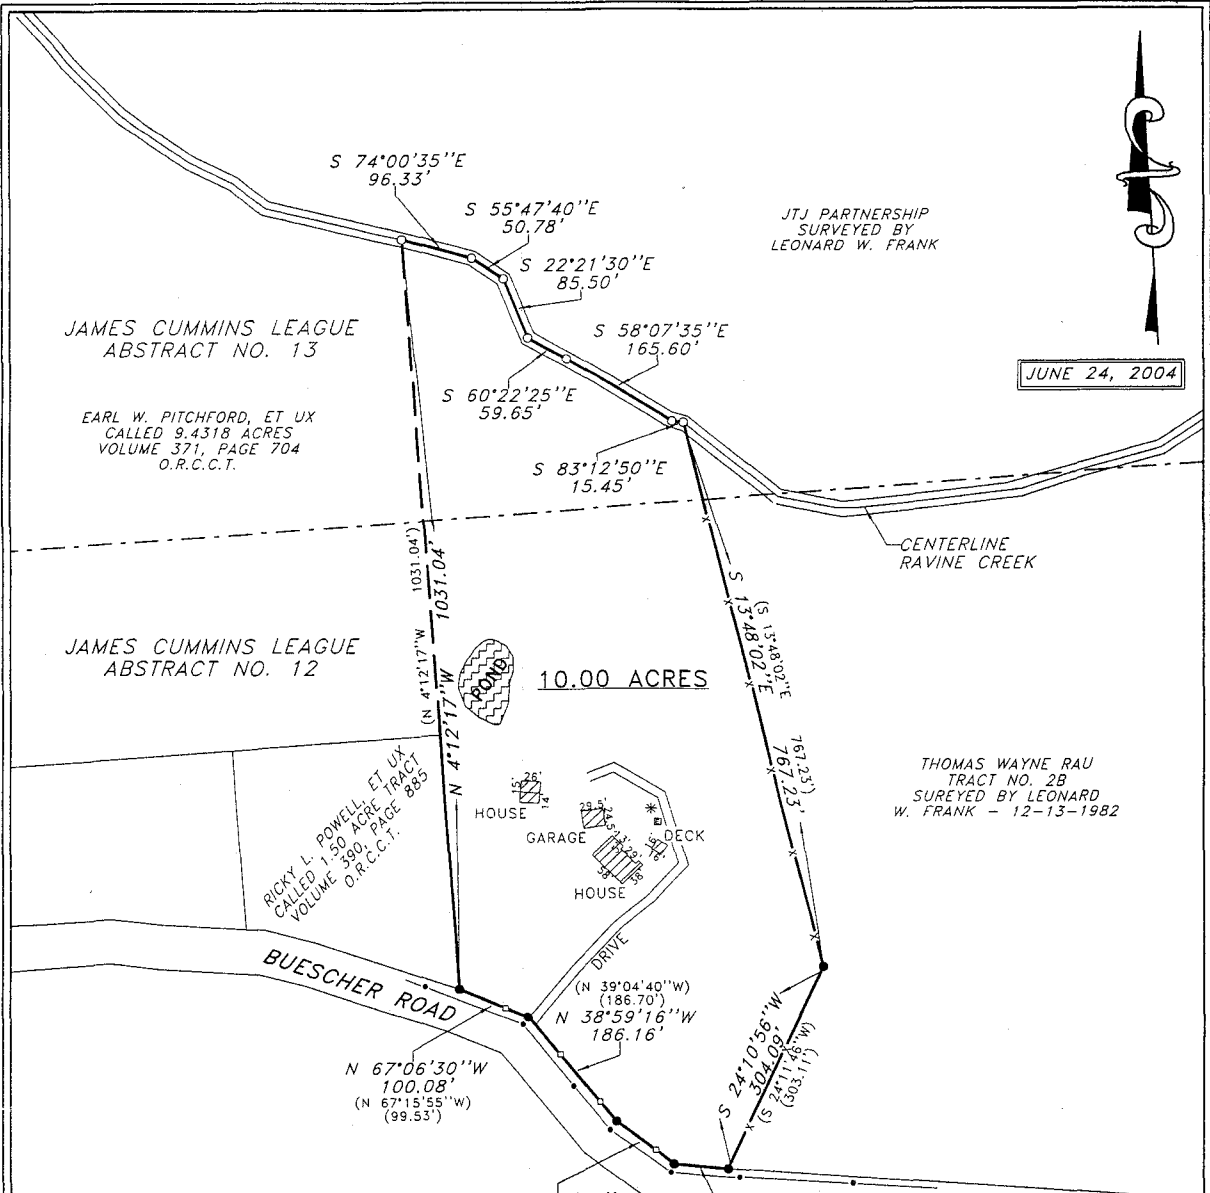 S 74°00'35"E
96.33'
S 55°47'40"E
50.78'
S 22°21'30"E
85.50'
S 58°07'35"E
165.60'
S 60°22'25"E
59.65'
S 83°12'50"E
15.45'
JTJ PARTNERSHIP
SURVEYED BY
LEONARD W. FRANK
JUNE 24, 2004
JAMES CUMMINS LEAGUE
ABSTRACT NO. 13
EARL W. PITCHFORD, ET UX
CALLED 9.4318 ACRES
VOLUME 371, PAGE 704
O.R.C.C.T.
CENTERLINE
RAVINE CREEK
JAMES CUMMINS LEAGUE
ABSTRACT NO. 12
(N 4°12'17"W 1031.04')
N 4°12'17"W 1031.04'
POND
10.00 ACRES
S 13°48'02"E 767.23'
(S 13°48'02"E 767.23')
THOMAS WAYNE RAU
TRACT NO. 2B
SUREYED BY LEONARD
W. FRANK - 12-13-1982
RICKY L. POWELL, ET UX
CALLED 1.50 ACRE TRACT
VOLUME 390, PAGE 885
O.R.C.C.T.
26'
15'
14'
HOUSE
29.5'
24.5'
GARAGE
DECK
16'
16'
13'
29'
38'
38'
HOUSE
DRIVE
BUESCHER ROAD
(N 39°04'40"W)
(186.70')
N 38°59'16"W
186.16'
N 67°06'30"W
100.08'
(N 67°15'55"W)
(99.53')
S 24°10'56"W
304.09'
(S 24°11'46"W)
(303.11')